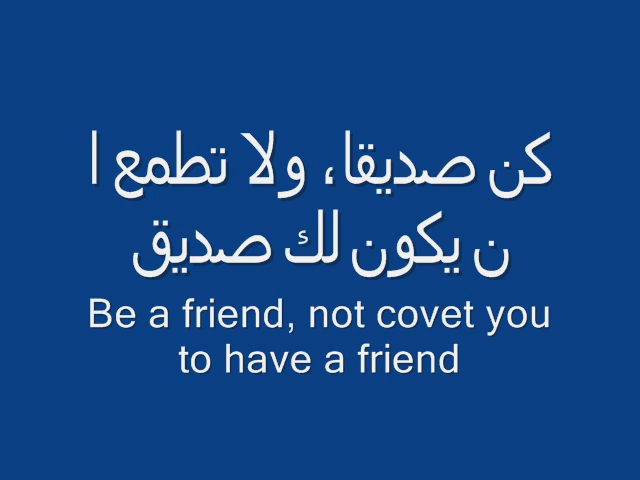 كن صديقا، ولا تطمع ا
ن يكون لك صديق
Be a friend, not covet you
to have a friend